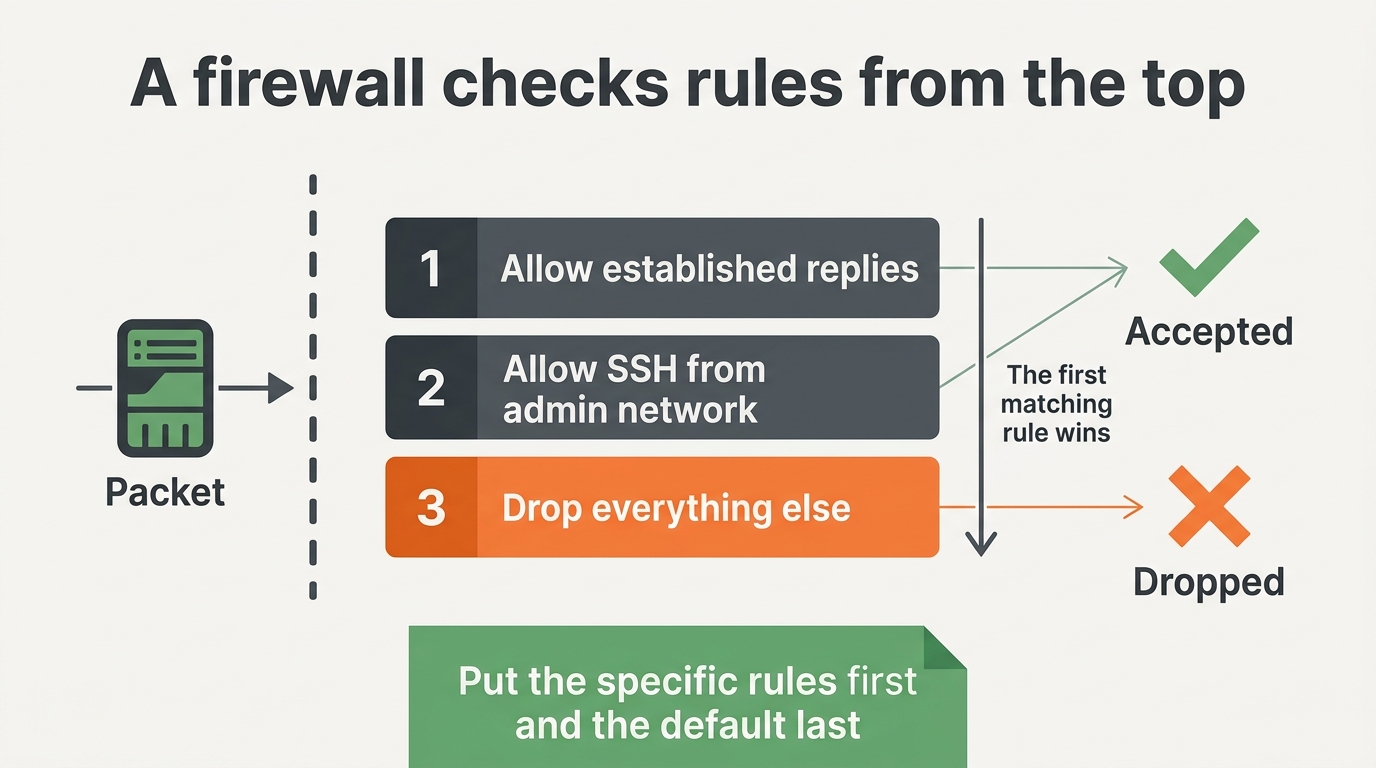 A firewall checks rules from the top
Packet
1
Allow established replies
2
Allow SSH from
admin network
3
Drop everything else
The first
matching
rule wins
Accepted
Dropped
Put the specific rules first
and the default last